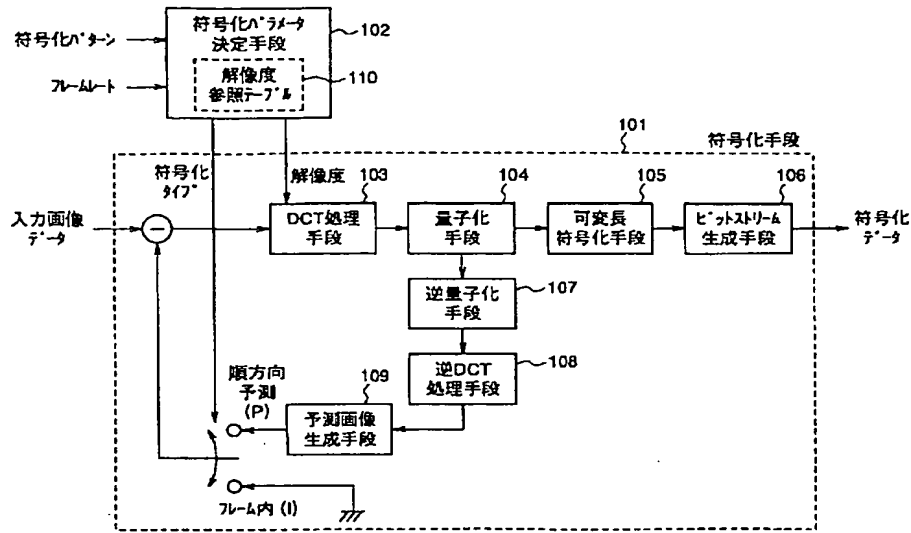 符号化ﾊﾟﾗﾒｰﾀ
決定手段
102
符号化ﾊﾟﾀｰﾝ
ﾌﾚｰﾑﾚｰﾄ
解像度
参照ﾃｰﾌﾞﾙ
110
101
符号化手段
符号化
ﾀｲﾌﾟ
解像度
入力画像
データ
DCT処理
手段
103
量子化
手段
104
可変長
符号化手段
105
ﾋﾞｯﾄｽﾄﾘｰﾑ
生成手段
106
符号化
データ
逆量子化
手段
107
逆DCT
処理手段
108
順方向
予測
(P)
予測画像
生成手段
109
ﾌﾚｰﾑ内 (I)